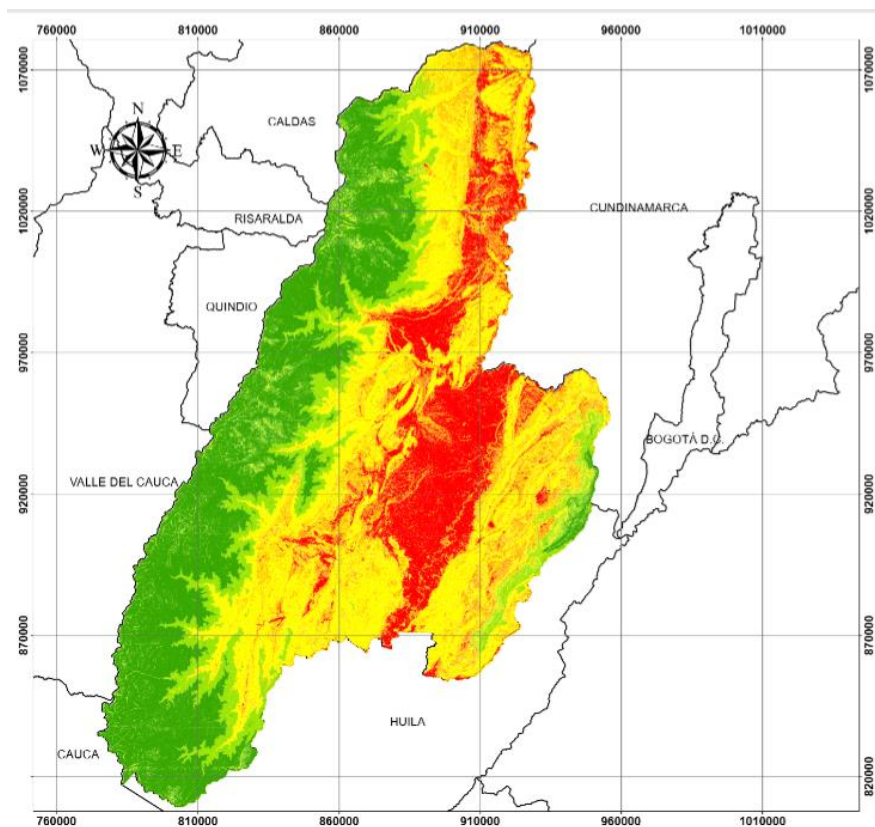 760000 810000 860000 910000 960000 1010000
1070000 1070000
CALDAS
N
W E
S
1020000 1020000
RISARALDA
CUNDINAMARCA
QUINDIO
970000 970000
BOGOTÁ D.C.
VALLE DEL CAUCA
920000 920000
870000 870000
HUILA
CAUCA
820000 820000
760000 810000 860000 910000 960000 1010000